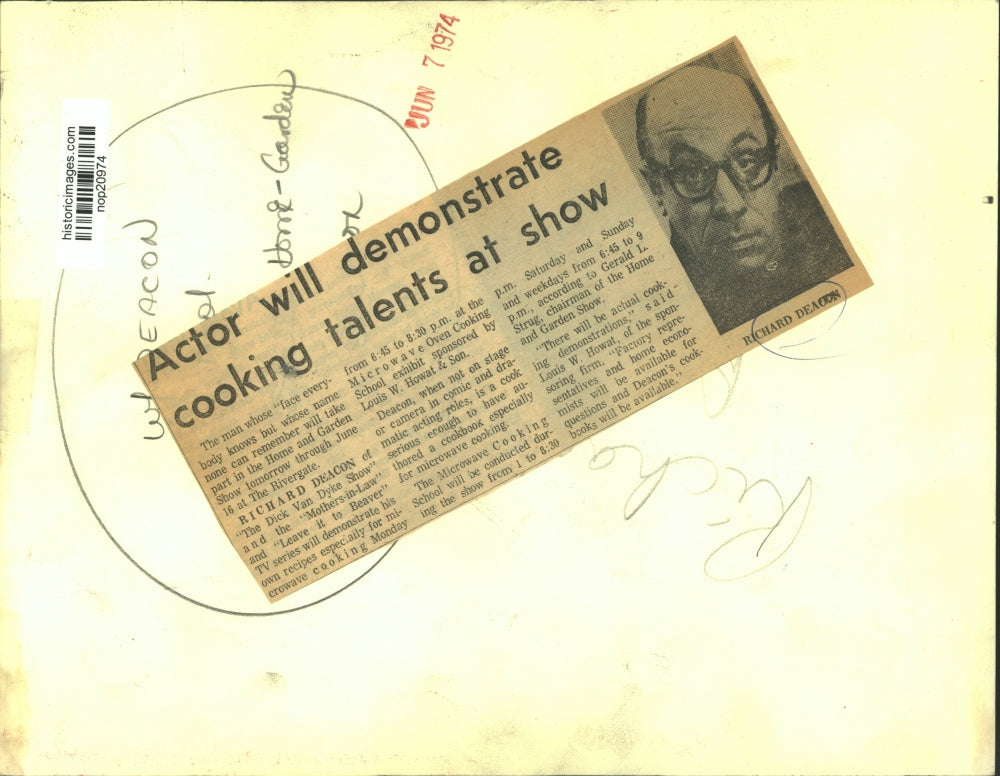 JUN 7 1974
historicimages.com
nop20974
DEACON
Home-Garden
Actor will demonstrate
cooking talents at show
The man whose "face every-
body knows but whose name
none can remember will take
part in the Home and Garden
Show tomorrow through June
16 at The Rivergate.
RICHARD DEACON of
"The Dick Van Dyke Show"
and the "Mothers-in-Law"
and "Leave it to Beaver"
TV series will demonstrate his
own recipes especially for mi-
crowave cooking Monday
from 6:45 to 8:30 p.m. at the
Microwave Oven Cooking
School exhibit sponsored by
Louis W. Howat & Son.
Deacon, when not on stage
or camera in comic and dra-
matic acting roles, is a cook
serious enough to have au-
thored a cookbook especially
for microwave cooking.
The Microwave Cooking
School will be conducted dur-
ing the show from 1 to 8:30
p.m. Saturday and Sunday
and weekdays from 6:45 to 9
p.m., according to Gerald L.
Strug, chairman of the Home
and Garden Show.
"There will be actual cook-
ing demonstrations," said
Louis W. Howat, of the spon-
soring firm. "Factory repre-
sentatives and home econo-
mists will be available for
questions and Deacon's cook-
books will be available."
RICHARD DEACON